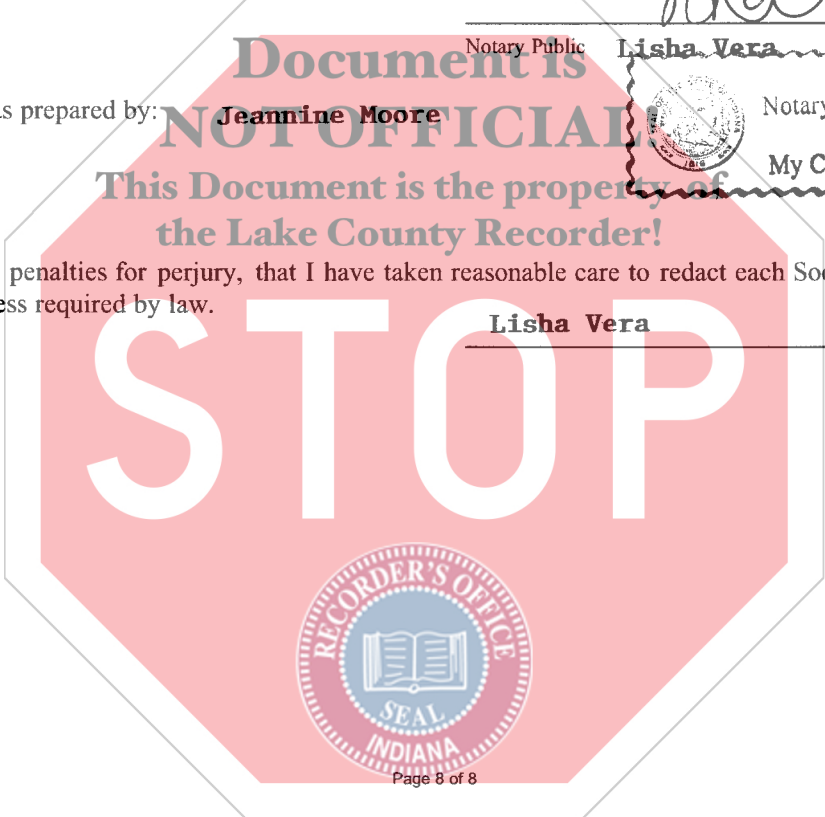 Document is
Notary Public Lisha Vera
s prepared by: Jeannine Moore
NOT OFFICIAL!
Notary
My C
This Document is the property of
the Lake County Recorder!
penalties for perjury, that I have taken reasonable care to redact each Soc
ess required by law.
Lisha Vera
STOP
RECORDER'S OFFICE
SEAL
INDIANA
Page 8 of 8